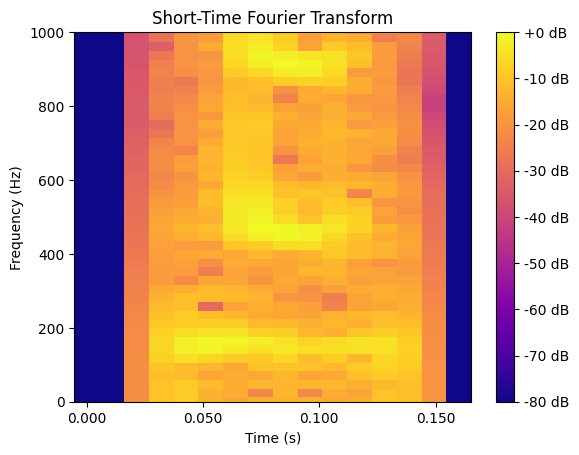 Short-Time Fourier Transform
1000
800
600
400
200
0
Frequency (Hz)
0.000
0.050
0.100
0.150
Time (s)
+0 dB
-10 dB
-20 dB
-30 dB
-40 dB
-50 dB
-60 dB
-70 dB
-80 dB